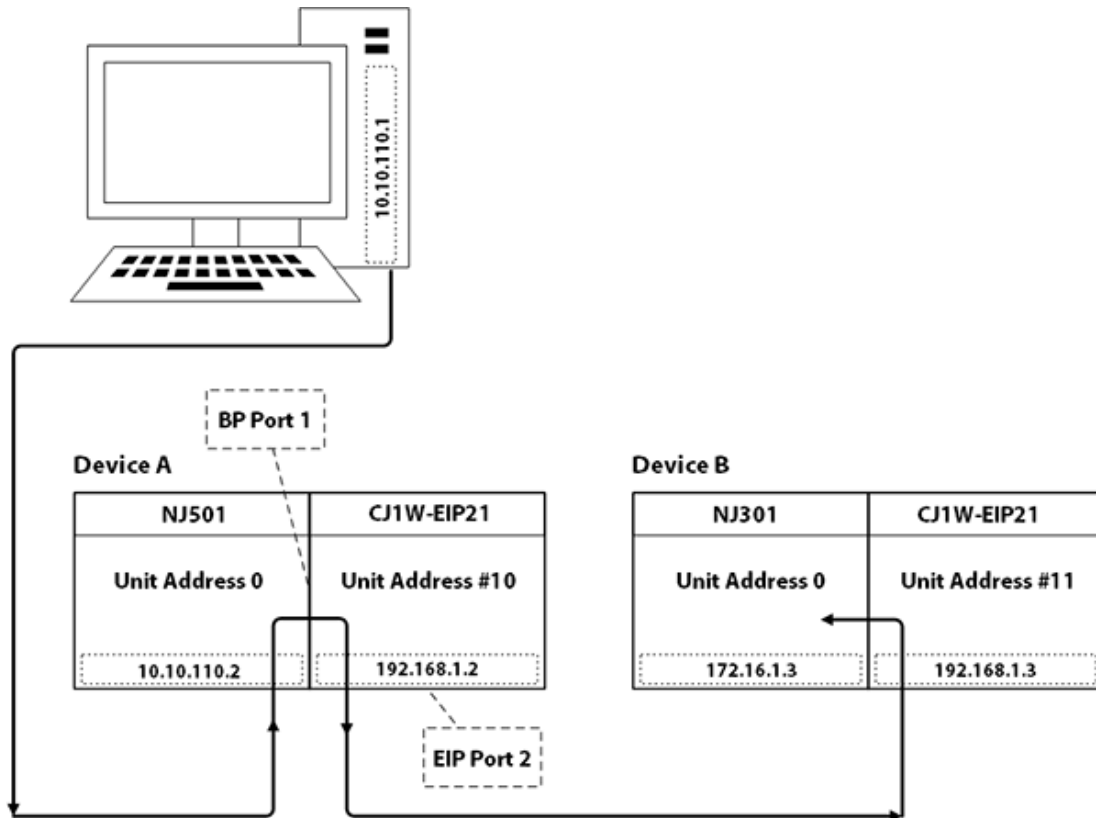 10.10.110.1
BP Port 1
Device A
NJ501
CJ1W-EIP21
Unit Address 0
Unit Address #10
10.10.110.2
192.168.1.2
EIP Port 2
Device B
NJ301
CJ1W-EIP21
Unit Address 0
Unit Address #11
172.16.1.3
192.168.1.3